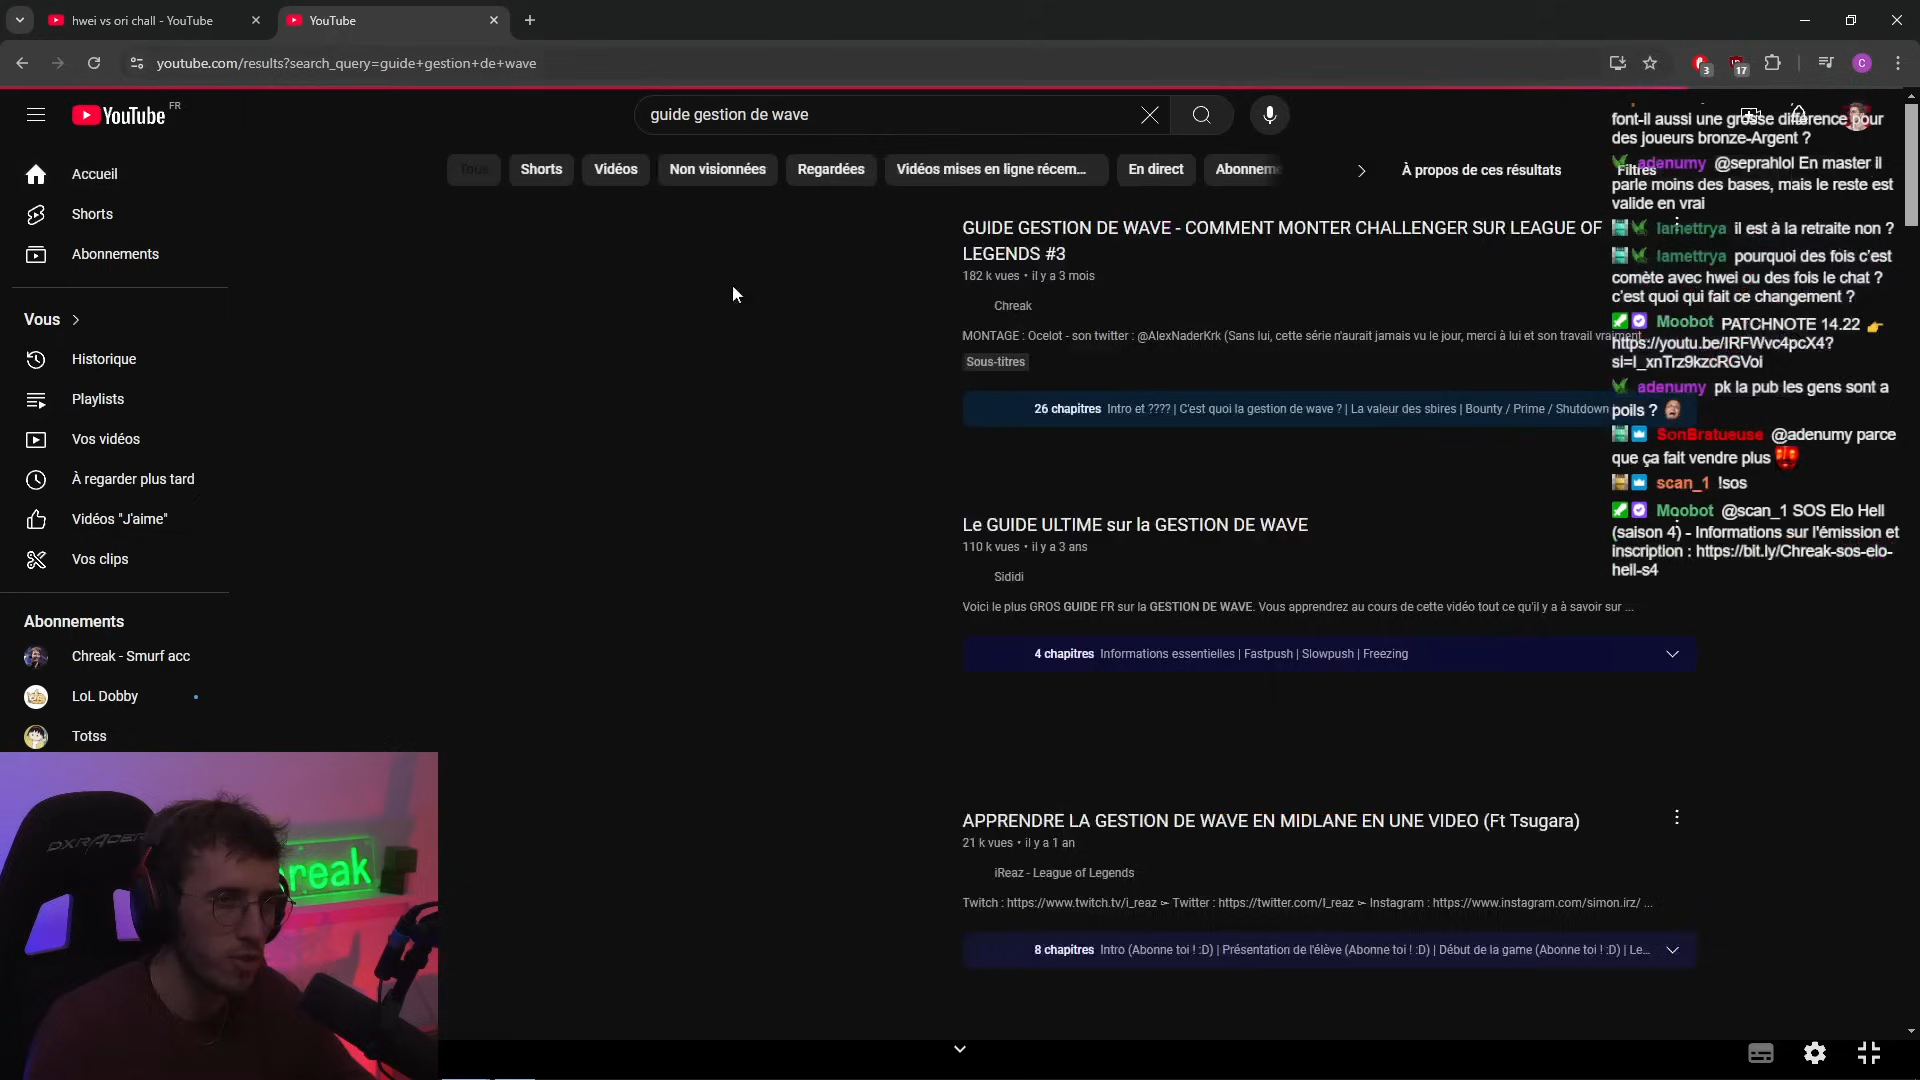 hwei vs ori chall - YouTube
YouTube
youtube.com/results?search_query=guide+gestion+de+wave
3
17
C
YouTube FR
guide gestion de wave
Tous
Shorts
Vidéos
Non visionnées
Regardées
Vidéos mises en ligne récem...
En direct
Abonneme
À propos de ces résultats
Filtres
Accueil
Shorts
Abonnements
Vous
Historique
Playlists
Vos vidéos
À regarder plus tard
Vidéos "J'aime"
Vos clips
Abonnements
Chreak - Smurf acc
LoL Dobby
Totss
GUIDE GESTION DE WAVE - COMMENT MONTER CHALLENGER SUR LEAGUE OF
LEGENDS #3
182 k vues • il y a 3 mois
Chreak
MONTAGE : Ocelot - son twitter : @AlexNaderKrk (Sans lui, cette série n'aurait jamais vu le jour, merci à lui et son travail vraiment
Sous-titres
26 chapitres Intro et ???? | C'est quoi la gestion de wave ? | La valeur des sbires | Bounty / Prime / Shutdown
Le GUIDE ULTIME sur la GESTION DE WAVE
110 k vues • il y a 3 ans
Sididi
Voici le plus GROS GUIDE FR sur la GESTION DE WAVE. Vous apprendrez au cours de cette vidéo tout ce qu'il y a à savoir sur ...
4 chapitres Informations essentielles | Fastpush | Slowpush | Freezing
APPRENDRE LA GESTION DE WAVE EN MIDLANE EN UNE VIDEO (Ft Tsugara)
21 k vues • il y a 1 an
iReaz - League of Legends
Twitch : https://www.twitch.tv/i_reaz ➳ Twitter : https://twitter.com/I_reaz ➳ Instagram : https://www.instagram.com/simon.irz/ ...
8 chapitres Intro (Abonne toi ! :D) | Présentation de l'élève (Abonne toi ! :D) | Début de la game (Abonne toi ! :D) | Le...
font-il aussi une grosse différence pour
des joueurs bronze-Argent ?
adenumy @seprahlol En master il
parle moins des bases, mais le reste est
valide en vrai
lamettrya il est à la retraite non ?
lamettrya pourquoi des fois c'est
comète avec hwei ou des fois le chat ?
c'est quoi qui fait ce changement ?
Moobot PATCHNOTE 14.22 👉
https://youtu.be/IRFWvc4pcX4?
si=I_xnTrz9kzcRGVoi
adenumy pk la pub les gens sont a
poils ?
SonBratueuse @adenumy parce
que ça fait vendre plus
scan_1 !sos
Moobot @scan_1 SOS Elo Hell
(saison 4) - Informations sur l'émission et
inscription : https://bit.ly/Chreak-sos-elo-
hell-s4
DXRACER
reak